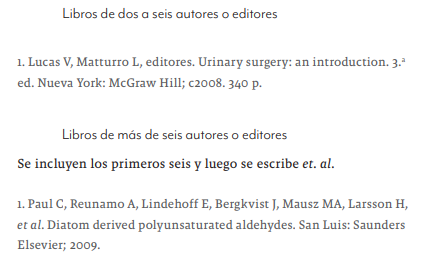 Libros de dos a seis autores o editores
1. Lucas V, Matturro L, editores. Urinary surgery: an introduction. 3.ª
ed. Nueva York: McGraw Hill; c2008. 340 p.
Libros de más de seis autores o editores
Se incluyen los primeros seis y luego se escribe et. al.
1. Paul C, Reunamo A, Lindehoff E, Bergkvist J, Mausz MA, Larsson H,
et al. Diatom derived polyunsaturated aldehydes. San Luis: Saunders
Elsevier; 2009.